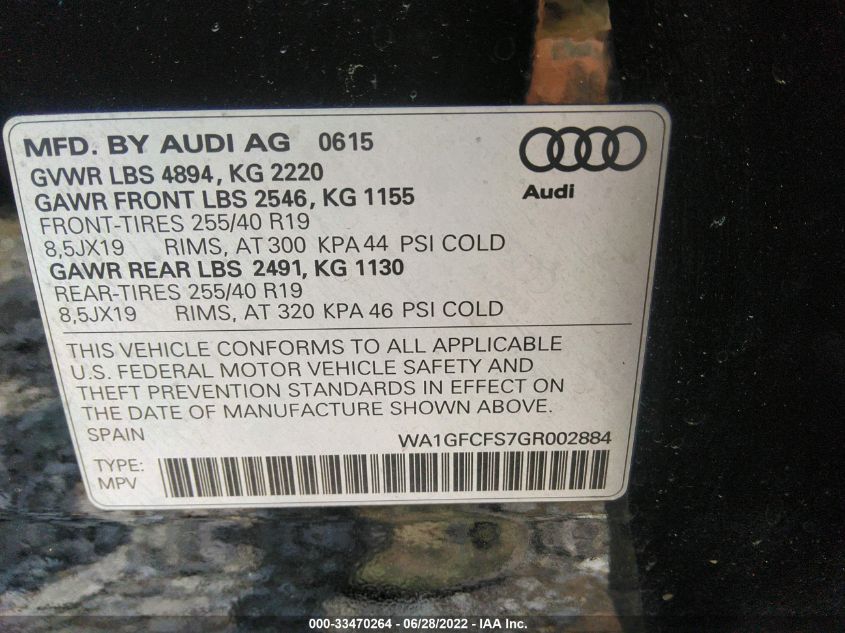 MFD. BY AUDI AG 0615
Audi
GVWR LBS 4894, KG 2220
GAWR FRONT LBS 2546, KG 1155
FRONT-TIRES 255/40 R19
8,5JX19 RIMS, AT 300 KPA 44 PSI COLD
GAWR REAR LBS 2491, KG 1130
REAR-TIRES 255/40 R19
8,5JX19 RIMS, AT 320 KPA 46 PSI COLD
THIS VEHICLE CONFORMS TO ALL APPLICABLE
U.S. FEDERAL MOTOR VEHICLE SAFETY AND
THEFT PREVENTION STANDARDS IN EFFECT ON
THE DATE OF MANUFACTURE SHOWN ABOVE.
SPAIN WA1GFCFS7GR002884
TYPE:
MPV
000-33470264 - 06/28/2022 - IAA Inc.